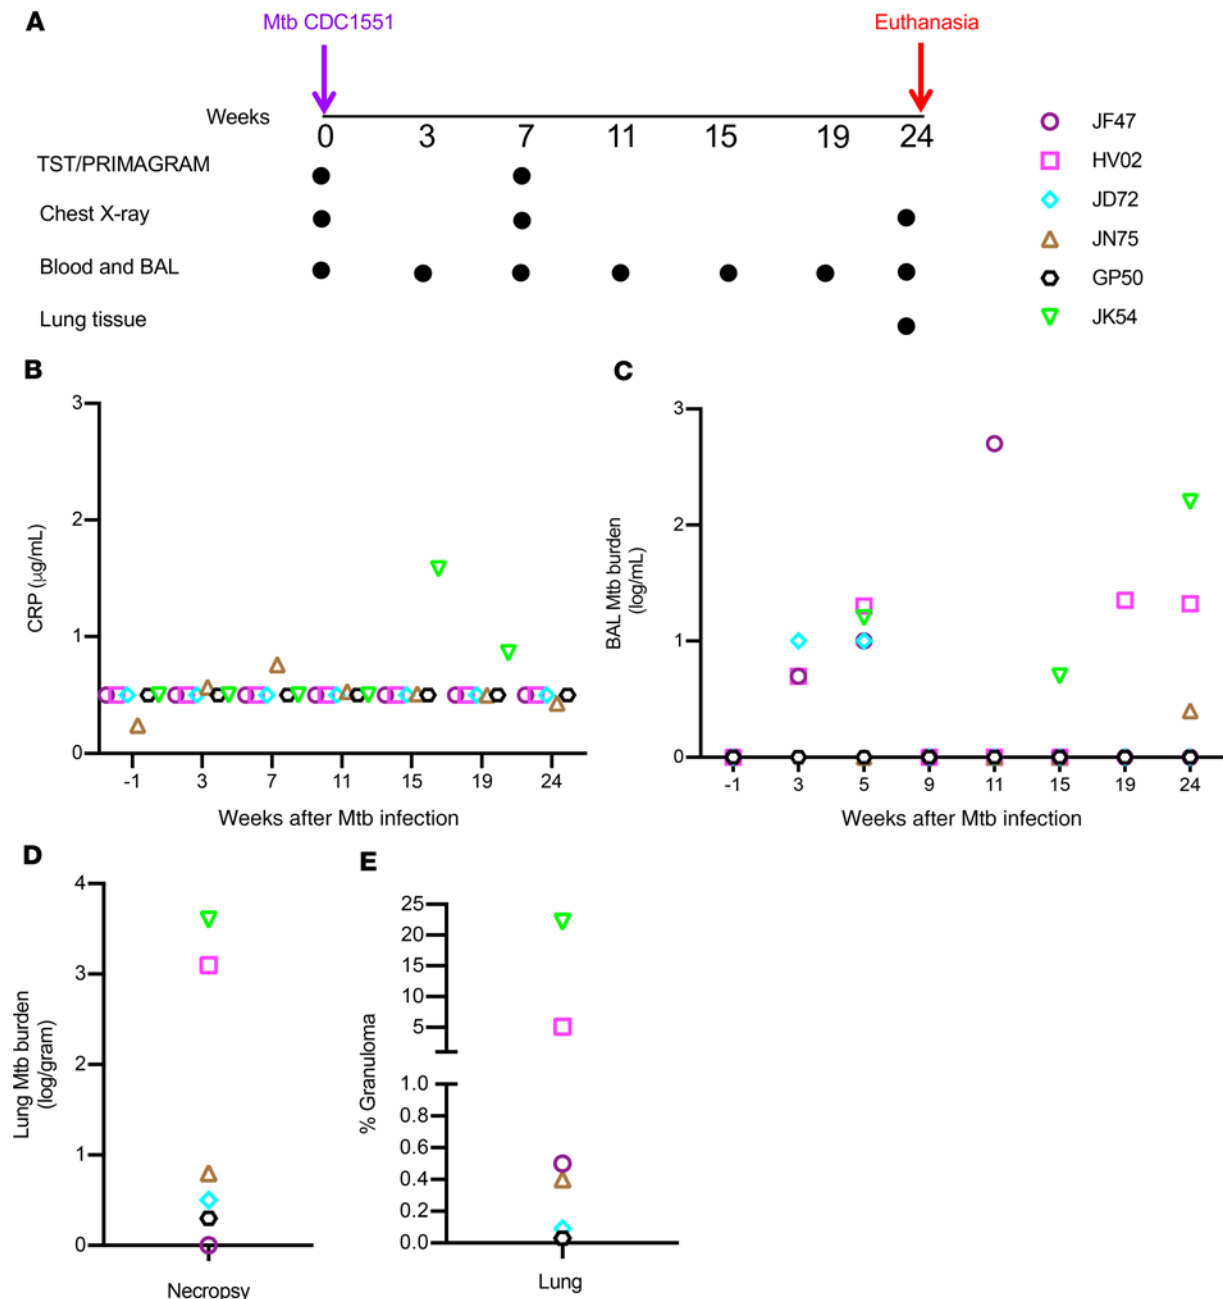 A
Mtb CDC1551
Euthanasia
Weeks
0 3 7 11 15 19 24
TST/PRIMAGRAM
Chest X-ray
Blood and BAL
Lung tissue
JF47
HV02
JD72
JN75
GP50
JK54
B
3
2
1
0
CRP (µg/mL)
-1 3 7 11 15 19 24
Weeks after Mtb infection
C
3
2
1
0
BAL Mtb burden
(log/mL)
-1 3 5 9 11 15 19 24
Weeks after Mtb infection
D
4
3
2
1
0
Lung Mtb burden
(log/gram)
Necropsy
E
25
20
15
10
5
1.0
0.8
0.6
0.4
0.2
0.0
% Granuloma
Lung